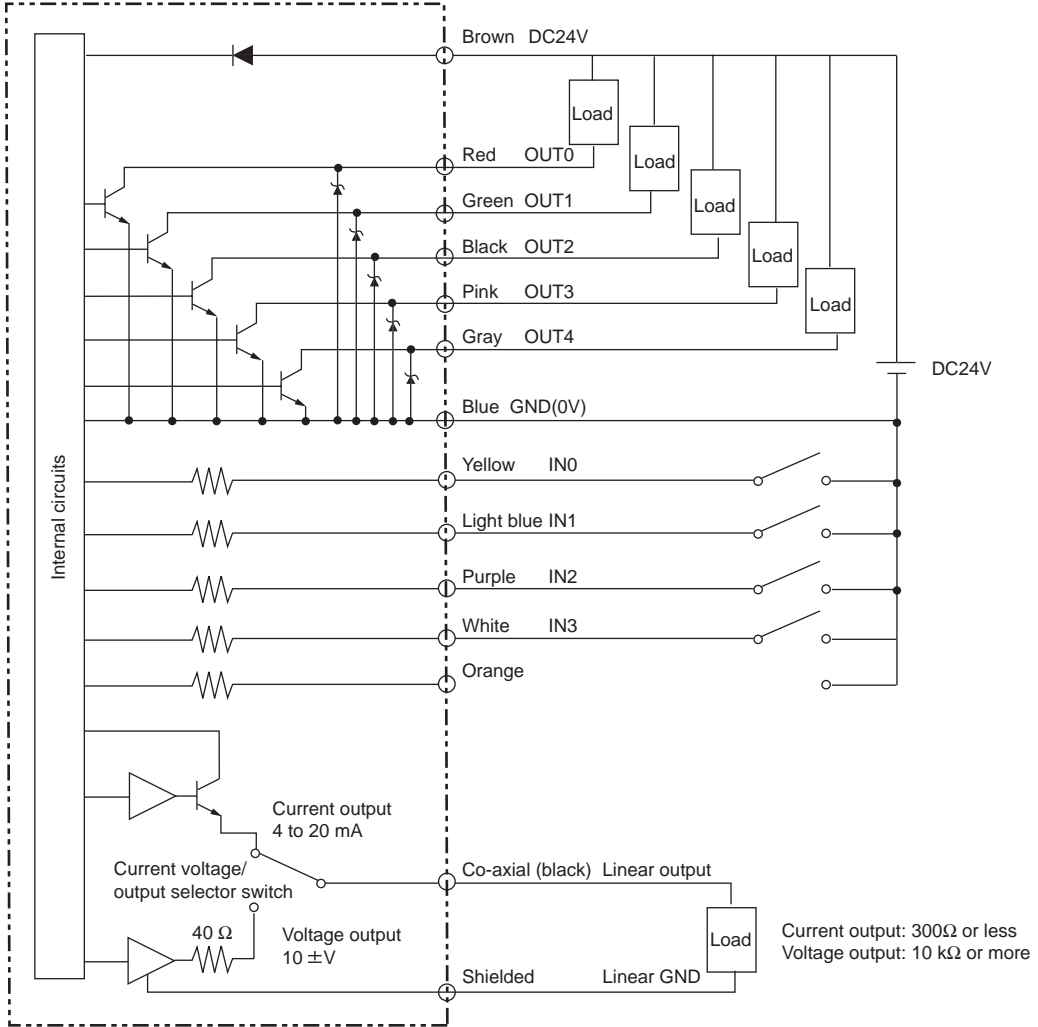 Brown DC24V
Load
Red OUT0
Load
Green OUT1
Load
Black OUT2
Load
Pink OUT3
Load
Gray OUT4
DC24V
Blue GND(0V)
Internal circuits
Yellow IN0
Light blue IN1
Purple IN2
White IN3
Orange
Current output
4 to 20 mA
Current voltage/
output selector switch
Co-axial (black) Linear output
40 Ω
Voltage output
10 ±V
Load
Current output: 300Ω or less
Voltage output: 10 kΩ or more
Shielded Linear GND